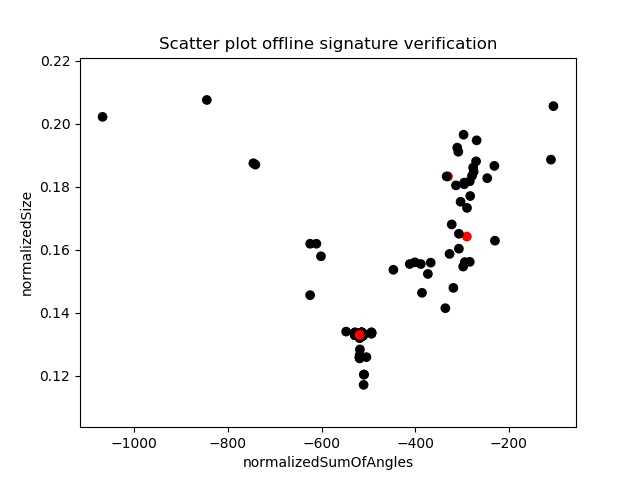 Scatter plot offline signature verification
0.22
0.20
0.18
0.16
0.14
0.12
normalizedSize
−1000 −800 −600 −400 −200
normalizedSumOfAngles